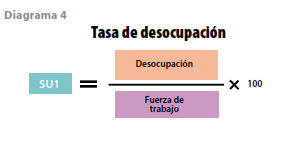 Diagrama 4
Tasa de desocupación
Desocupación
SU1 = × 100
Fuerza de
trabajo